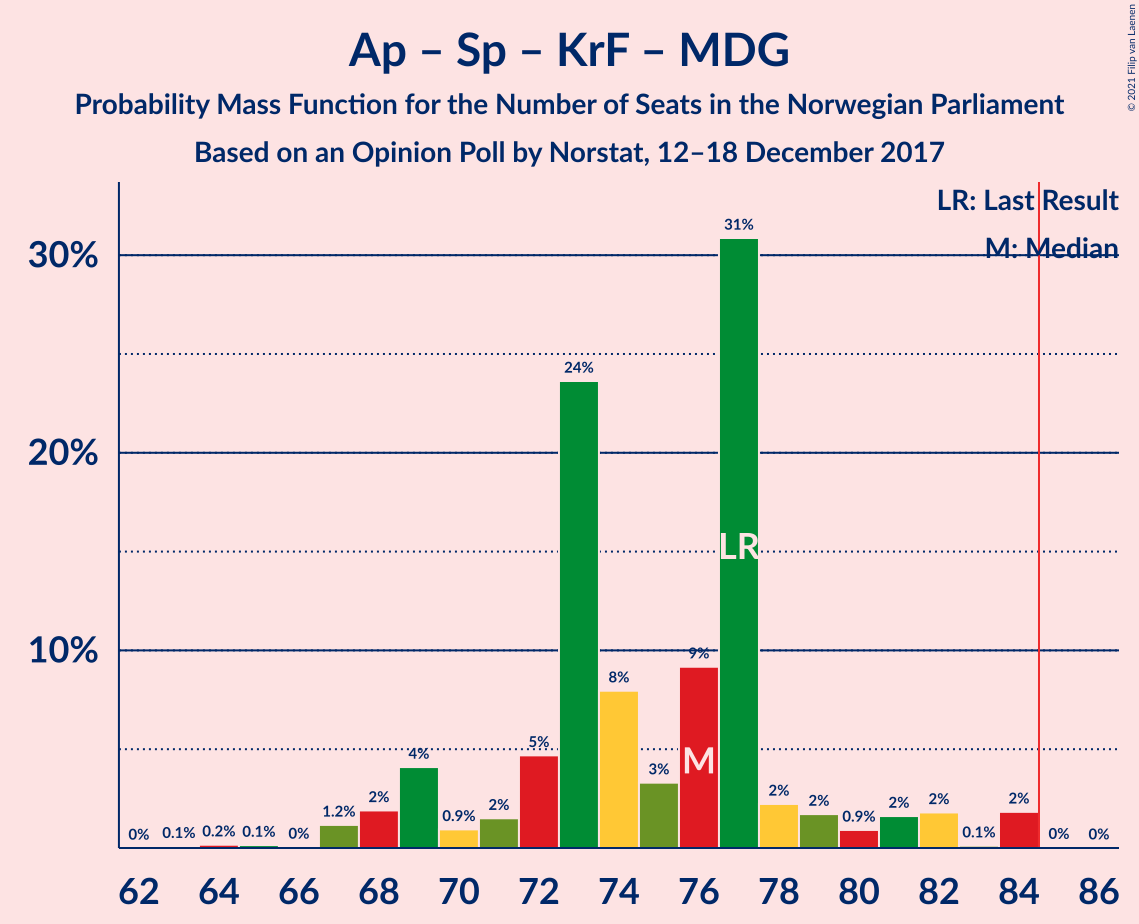 Ap – Sp – KrF – MDG
Probability Mass Function for the Number of Seats in the Norwegian Parliament
Based on an Opinion Poll by Norstat, 12–18 December 2017
© 2021 Filip van Laenen
LR: Last Result
M: Median
30%
20%
10%
0% 0.1% 0.2% 0.1% 0% 1.2% 2% 4% 0.9% 2% 5% 24% 8% 3% 9% 31% 2% 2% 0.9% 2% 2% 0.1% 2% 0% 0%
LR
M
62 64 66 68 70 72 74 76 78 80 82 84 86